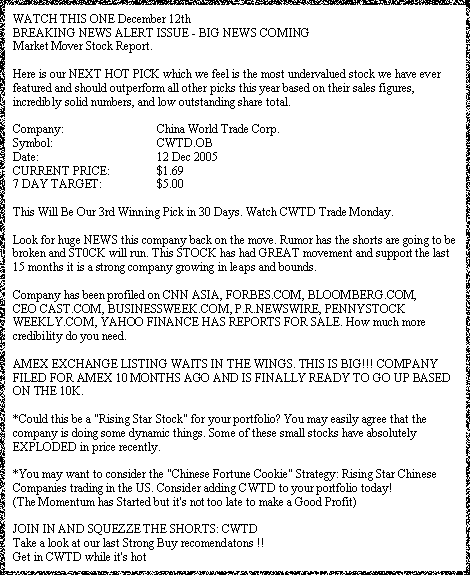 WATCH THIS ONE December 12th
BREAKING NEWS ALERT ISSUE - BIG NEWS COMING
Market Mover Stock Report.
Here is our NEXT HOT PICK which we feel is the most undervalued stock we have ever
featured and should outperform all other picks this year based on their sales figures,
incredibly solid numbers, and low outstanding share total.
Company: China World Trade Corp.
Symbol: CWTD.OB
Date: 12 Dec 2005
CURRENT PRICE: $1.69
7 DAY TARGET: $5.00
This Will Be Our 3rd Winning Pick in 30 Days. Watch CWTD Trade Monday.
Look for huge NEWS this company back on the move. Rumor has the shorts are going to be
broken and ST0CK will run. This STOCK has had GREAT movement and support the last
15 months it is a strong company growing in leaps and bounds.
Company has been profiled on CNN ASIA, FORBES.COM, BLOOMBERG.COM,
CEO CAST.COM, BUSINESSWEEK.COM, P.R.NEWSWIRE, PENNYSTOCK
WEEKLY.COM, YAHOO FINANCE HAS REPORTS FOR SALE. How much more
credibility do you need.
AMEX EXCHANGE LISTING WAITS IN THE WINGS. THIS IS BIG!!! COMPANY
FILED FOR AMEX 10 MONTHS AGO AND IS FINALLY READY TO GO UP BASED
ON THE 10K.
*Could this be a "Rising Star Stock" for your portfolio? You may easily agree that the
company is doing some dynamic things. Some of these small stocks have absolutely
EXPLODED in price recently.
*You may want to consider the "Chinese Fortune Cookie" Strategy: Rising Star Chinese
Companies trading in the US. Consider adding CWTD to your portfolio today!
(The Momentum has Started but it's not too late to make a Good Profit)
JOIN IN AND SQUEZZE THE SHORTS: CWTD
Take a look at our last Strong Buy recomendatons !!
Get in CWTD while it's hot